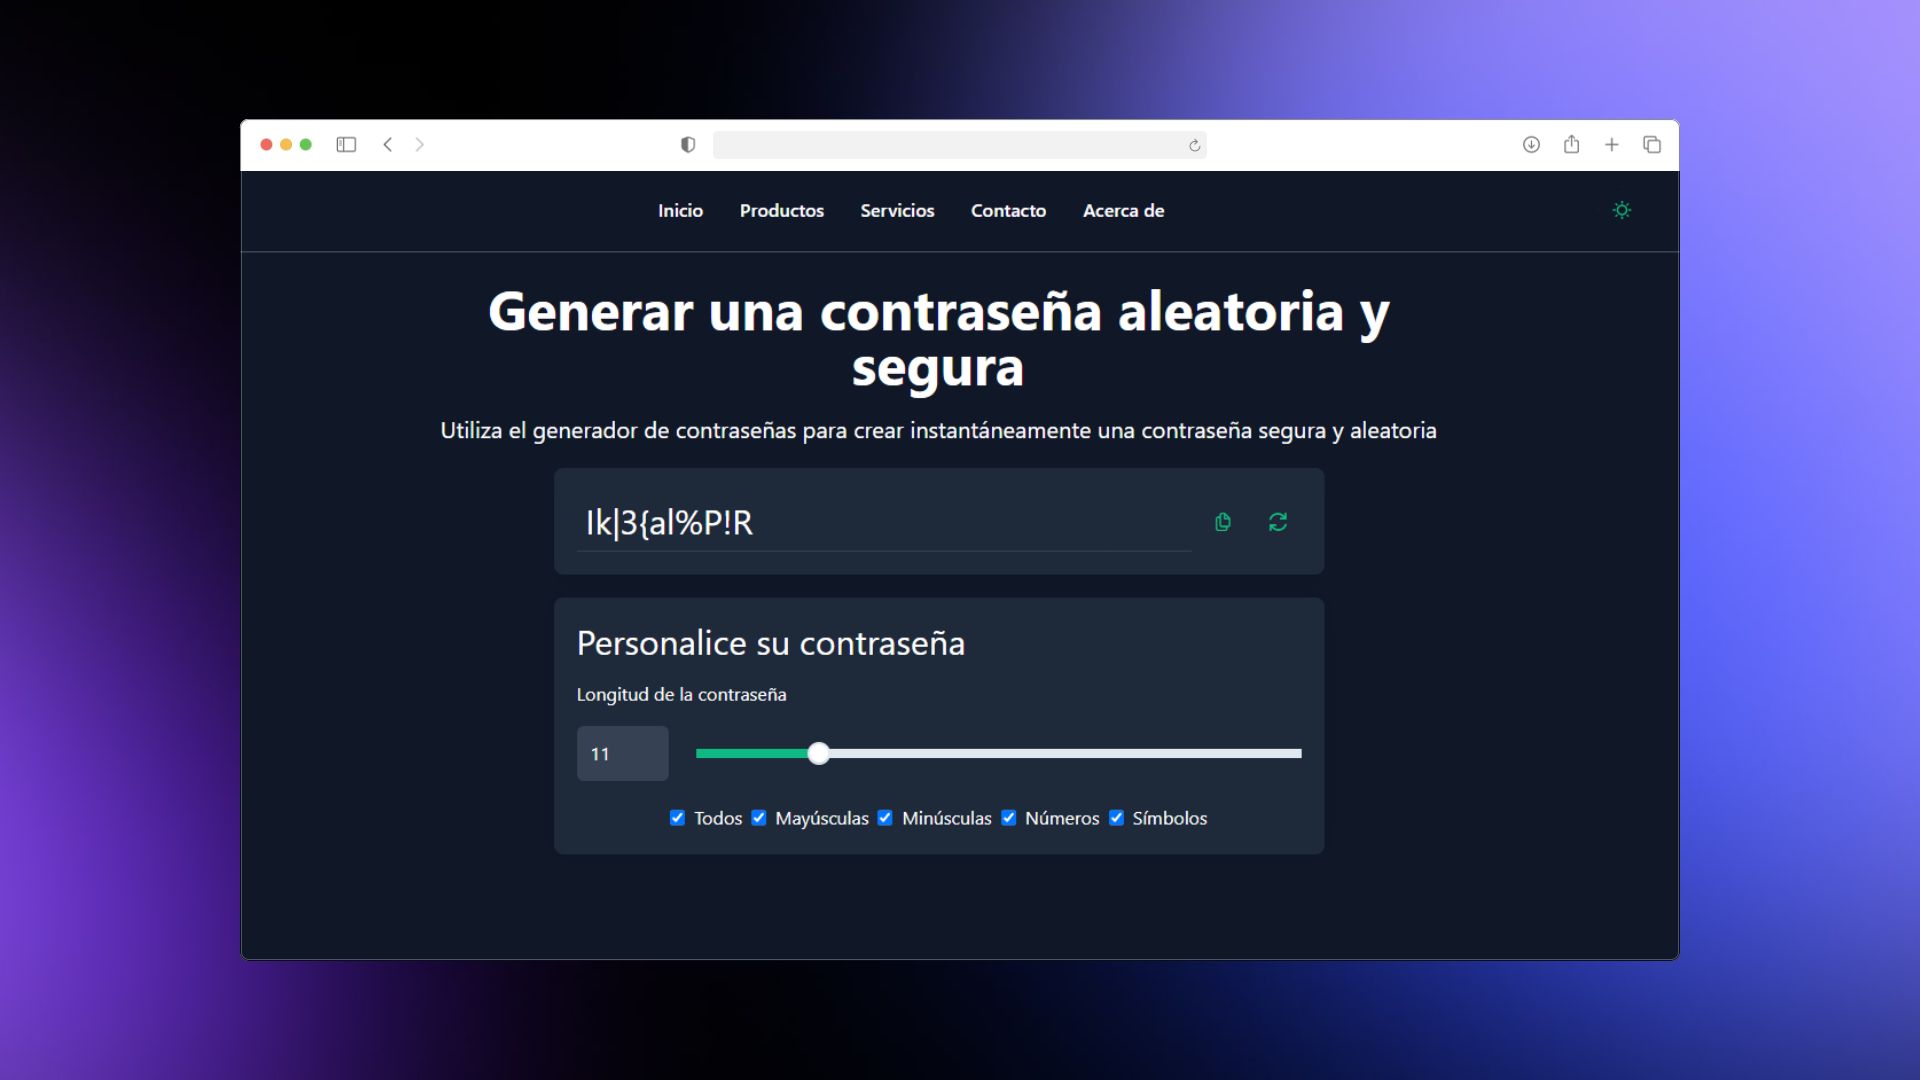 Inicio Productos Servicios Contacto Acerca de
Generar una contraseña aleatoria y
segura
Utiliza el generador de contraseñas para crear instantáneamente una contraseña segura y aleatoria
Ik|3{al%P!R
Personalice su contraseña
Longitud de la contraseña
11
Todos Mayúsculas Minúsculas Números Símbolos